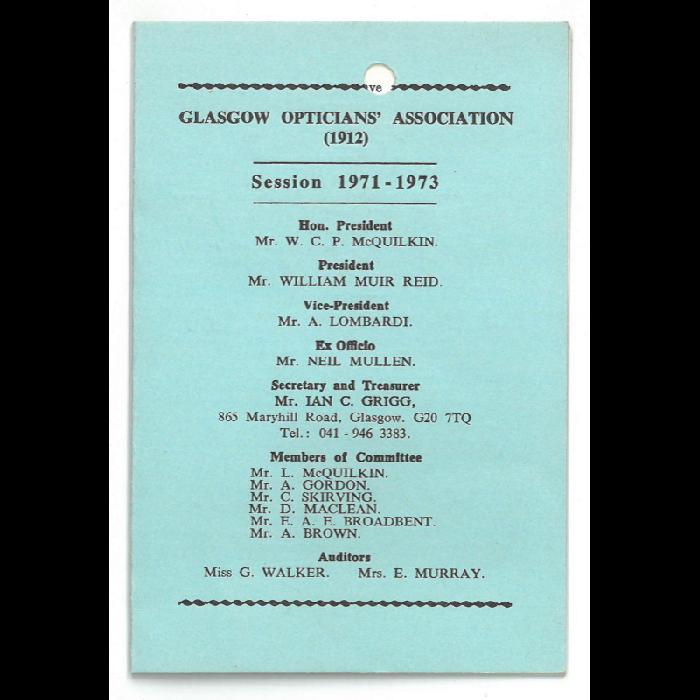 ve
GLASGOW OPTICIANS' ASSOCIATION
(1912)
Session 1971-1973
Hon. President
Mr. W. C. P. McQUILKIN.
President
Mr. WILLIAM MUIR REID.
Vice-President
Mr. A. LOMBARDI.
Ex Officio
Mr. NEIL MULLEN.
Secretary and Treasurer
Mr. IAN C. GRIGG,
865 Maryhill Road, Glasgow. G20 7TQ
Tel.: 041 - 946 3383.
Members of Committee
Mr. L. McQUILKIN.
Mr. A. GORDON.
Mr. C. SKIRVING.
Mr. D. MACLEAN.
Mr. E. A. E. BROADBENT.
Mr. A. BROWN.
Auditors
Miss G. WALKER. Mrs. E. MURRAY.